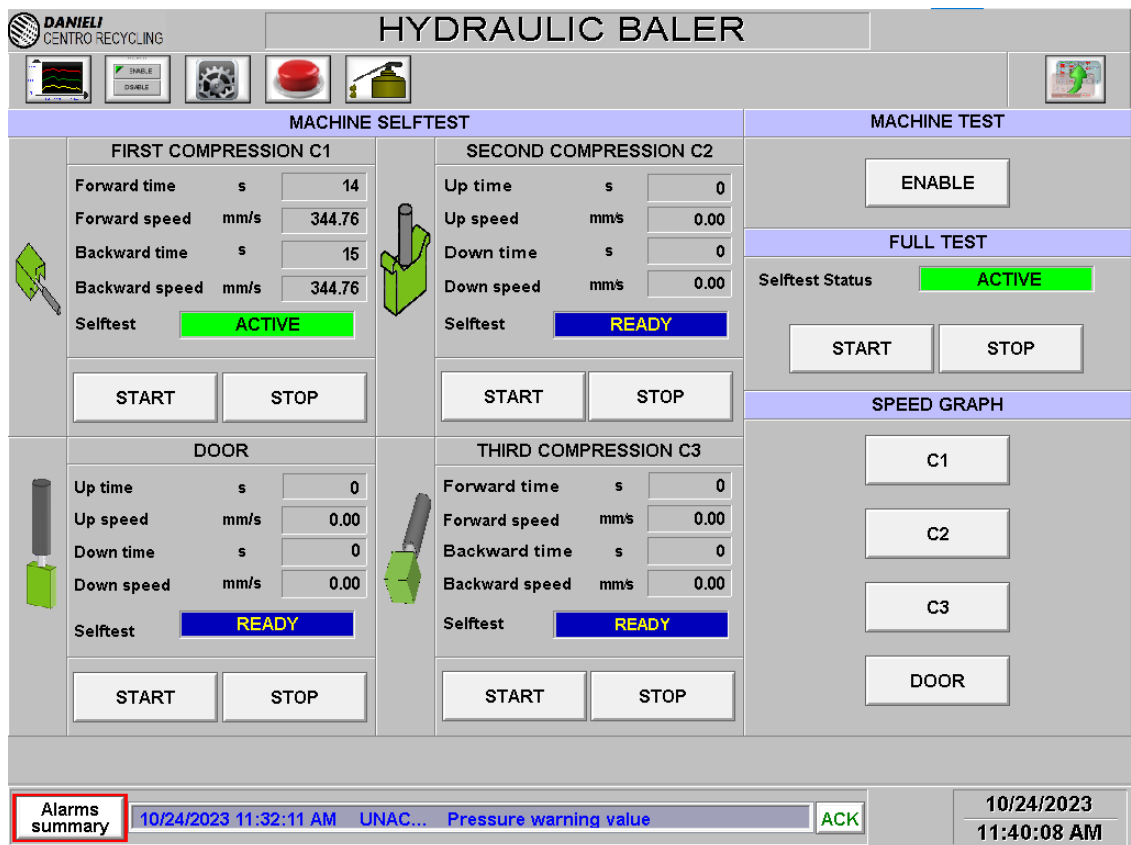 DANIELI
CENTRO RECYCLING
HYDRAULIC BALER
ENABLE
DISABLE
MACHINE SELFTEST
FIRST COMPRESSION C1
Forward time s 14
Forward speed mm/s 344.76
Backward time s 15
Backward speed mm/s 344.76
Selftest ACTIVE
START STOP
SECOND COMPRESSION C2
Up time s 0
Up speed mm/s 0.00
Down time s 0
Down speed mm/s 0.00
Selftest READY
START STOP
DOOR
Up time s 0
Up speed mm/s 0.00
Down time s 0
Down speed mm/s 0.00
Selftest READY
START STOP
THIRD COMPRESSION C3
Forward time s 0
Forward speed mm/s 0.00
Backward time s 0
Backward speed mm/s 0.00
Selftest READY
START STOP
MACHINE TEST
ENABLE
FULL TEST
Selftest Status ACTIVE
START STOP
SPEED GRAPH
C1
C2
C3
DOOR
Alarms
summary
10/24/2023 11:32:11 AM UNAC... Pressure warning value
ACK
10/24/2023
11:40:08 AM